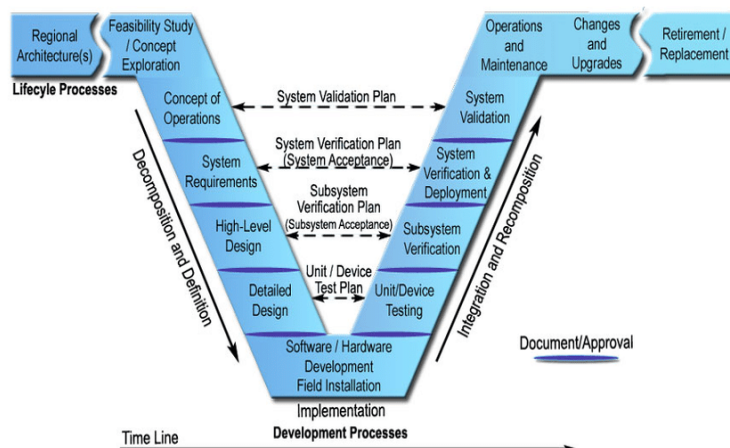 Regional
Architecture(s)
Feasibility Study
/ Concept
Exploration
Operations
and
Maintenance
Changes
and
Upgrades
Retirement /
Replacement
Lifecyle Processes
Concept of
Operations
System Validation Plan
System
Validation
System
Requirements
System Verification Plan
(System Acceptance)
System
Verification &
Deployment
High-Level
Design
Subsystem
Verification Plan
(Subsystem Acceptance)
Subsystem
Verification
Detailed
Design
Unit / Device
Test Plan
Unit/Device
Testing
Decomposition and Definition
Integration and Recomposition
Software / Hardware
Development
Field Installation
Document/Approval
Implementation
Time Line
Development Processes